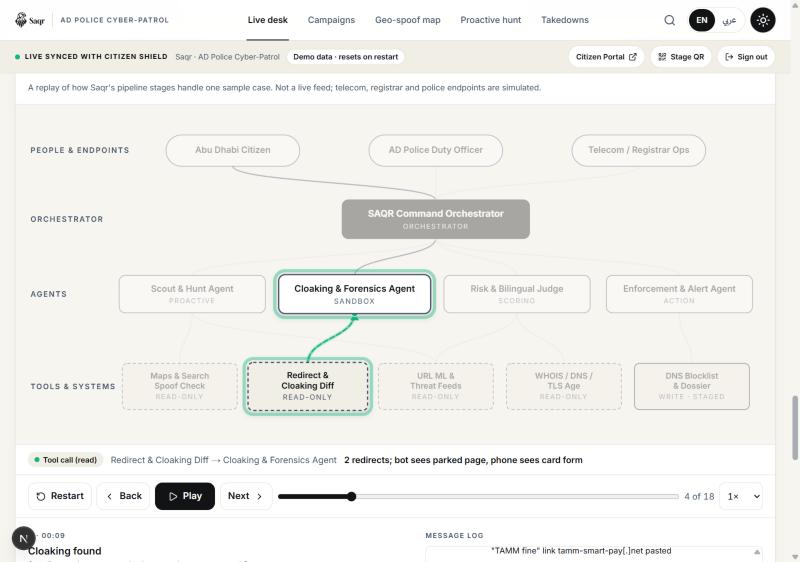 Saqr
AD POLICE CYBER-PATROL
Live desk
Campaigns
Geo-spoof map
Proactive hunt
Takedowns
EN
عربي
LIVE SYNCED WITH CITIZEN SHIELD
Saqr · AD Police Cyber-Patrol
Demo data · resets on restart
Citizen Portal
Stage QR
Sign out
A replay of how Saqr's pipeline stages handle one sample case. Not a live feed; telecom, registrar and police endpoints are simulated.
PEOPLE & ENDPOINTS
Abu Dhabi Citizen
AD Police Duty Officer
Telecom / Registrar Ops
ORCHESTRATOR
SAQR Command Orchestrator
ORCHESTRATOR
AGENTS
Scout & Hunt Agent
PROACTIVE
Cloaking & Forensics Agent
SANDBOX
Risk & Bilingual Judge
SCORING
Enforcement & Alert Agent
ACTION
TOOLS & SYSTEMS
Maps & Search
Spoof Check
READ-ONLY
Redirect &
Cloaking Diff
READ-ONLY
URL ML &
Threat Feeds
READ-ONLY
WHOIS / DNS /
TLS Age
READ-ONLY
DNS Blocklist
& Dossier
WRITE · STAGED
Tool call (read)
Redirect & Cloaking Diff → Cloaking & Forensics Agent
2 redirects; bot sees parked page, phone sees card form
Restart
Back
Play
Next
4 of 18
1×
N
00:09
Cloaking found
MESSAGE LOG
"TAMM fine" link tamm-smart-pay[.]net pasted